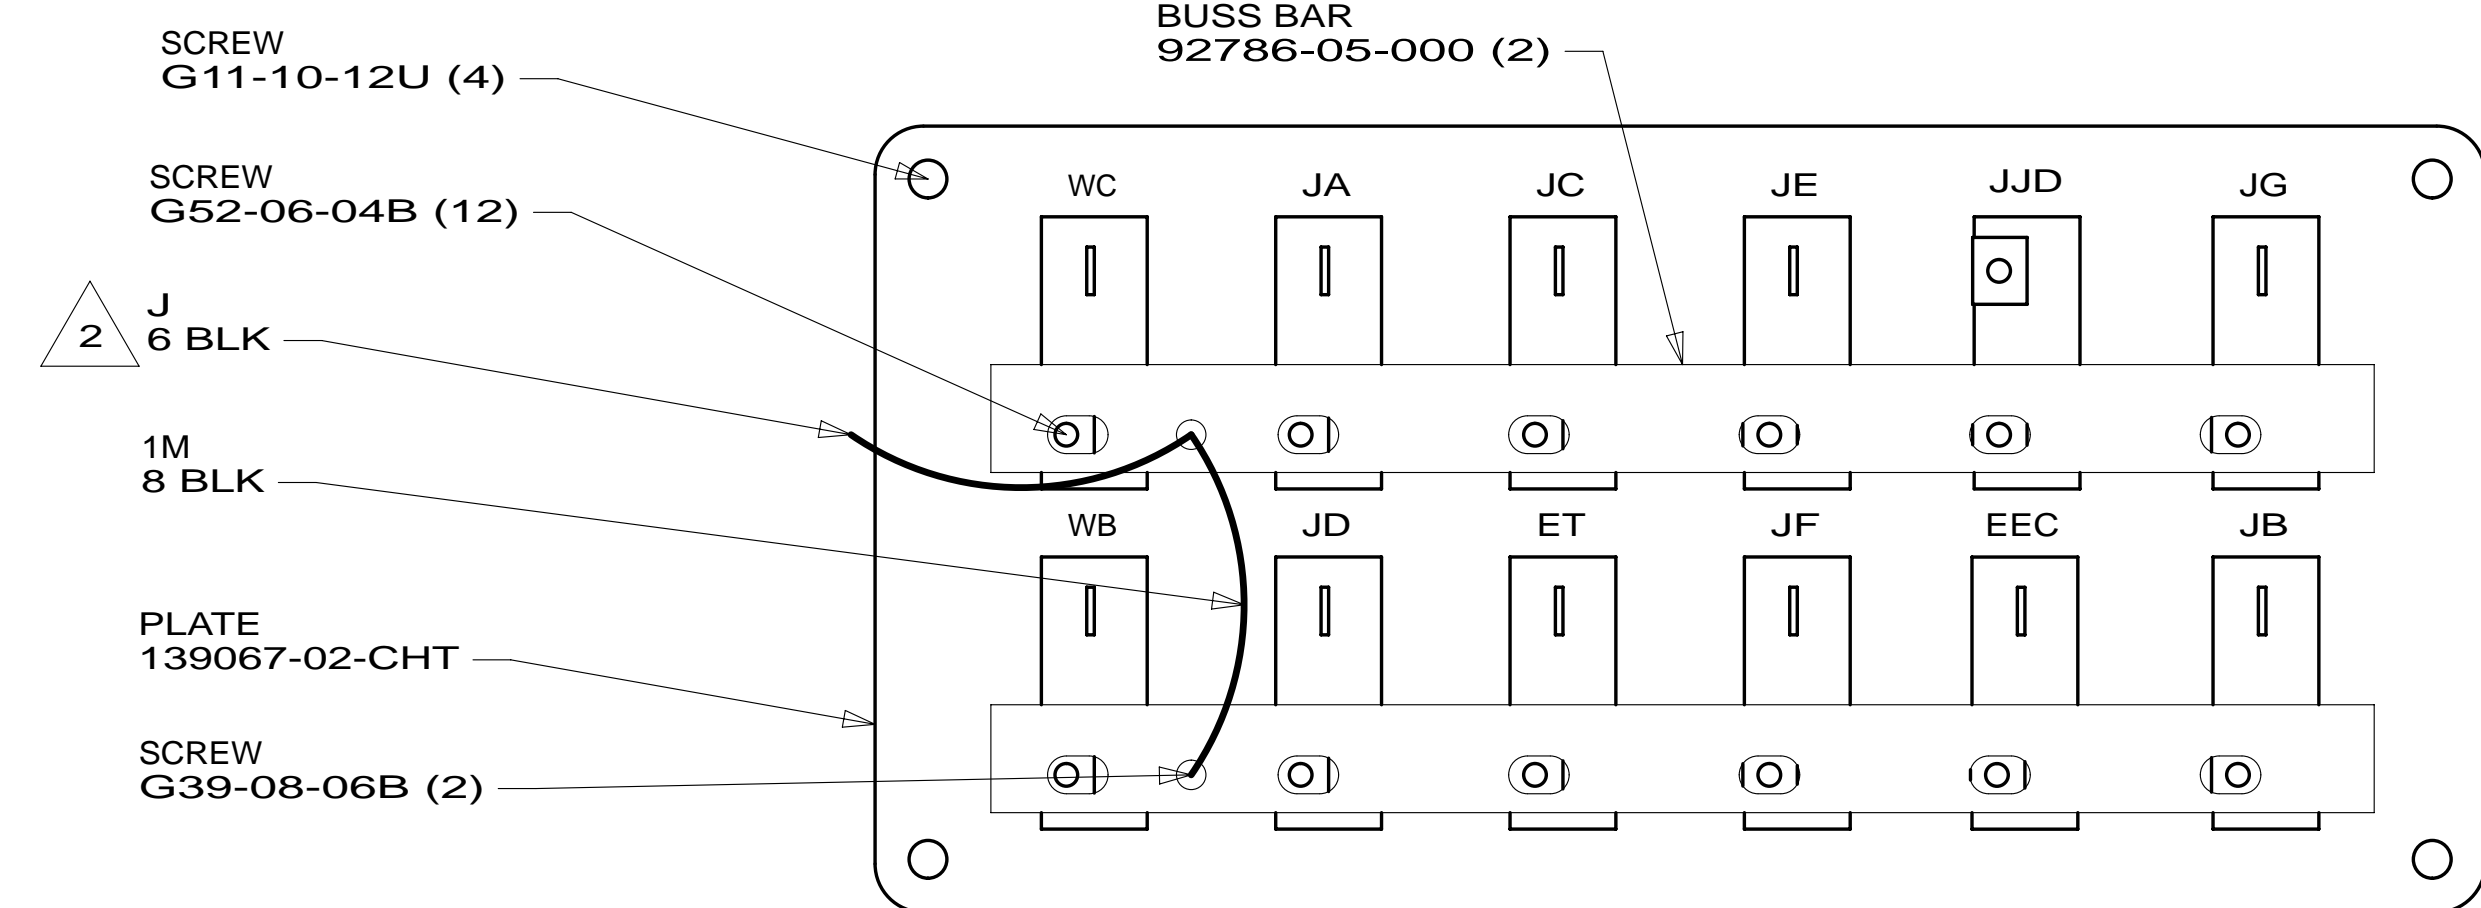 BUSS BAR
92786-05-000 (2)
SCREW
G11-10-12U (4)
SCREW
G52-06-04B (12)
2
J
6 BLK
1M
8 BLK
PLATE
139067-02-CHT
SCREW
G39-08-06B (2)
WC JA JC JE JJD JG
WB JD ET JF EEC JB